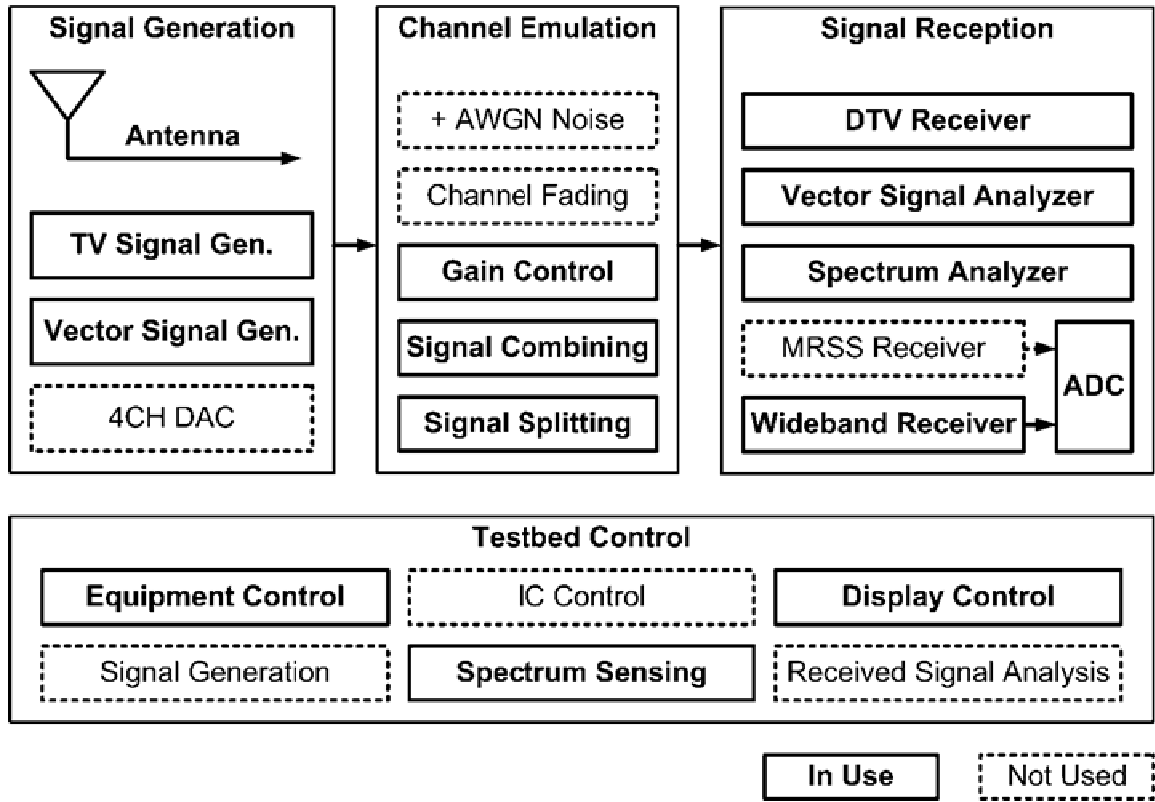 Signal Generation
Antenna
TV Signal Gen.
Vector Signal Gen.
4CH DAC
Channel Emulation
+ AWGN Noise
Channel Fading
Gain Control
Signal Combining
Signal Splitting
Signal Reception
DTV Receiver
Vector Signal Analyzer
Spectrum Analyzer
MRSS Receiver
Wideband Receiver
ADC
Testbed Control
Equipment Control
IC Control
Display Control
Signal Generation
Spectrum Sensing
Received Signal Analysis
In Use
Not Used